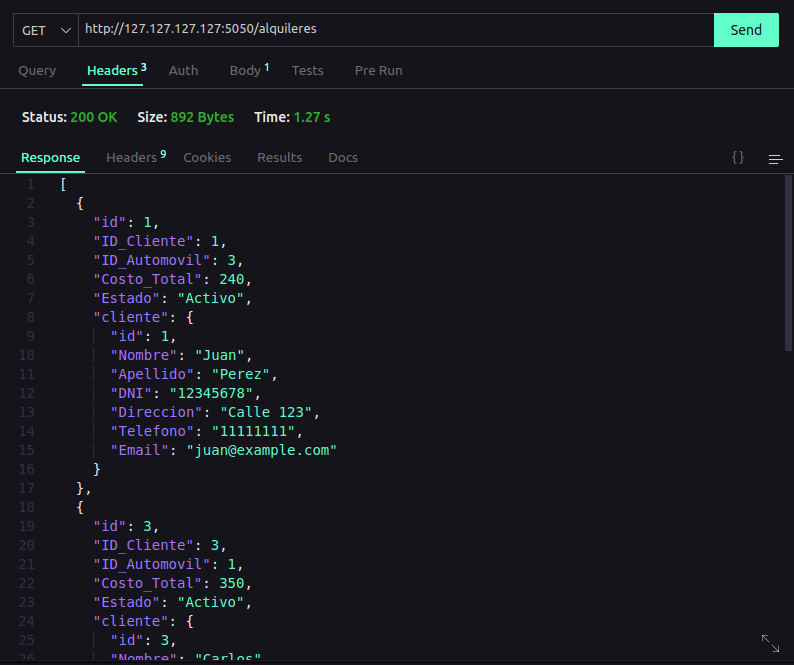 GET http://127.127.127.127:5050/alquileres Send
Query Headers 3 Auth Body 1 Tests Pre Run
Status: 200 OK Size: 892 Bytes Time: 1.27 s
Response Headers 9 Cookies Results Docs {}
1 [
2 {
3 "id": 1,
4 "ID_Cliente": 1,
5 "ID_Automovil": 3,
6 "Costo_Total": 240,
7 "Estado": "Activo",
8 "cliente": {
9 "id": 1,
10 "Nombre": "Juan",
11 "Apellido": "Perez",
12 "DNI": "12345678",
13 "Direccion": "Calle 123",
14 "Telefono": "11111111",
15 "Email": "juan@example.com"
16 }
17 },
18 {
19 "id": 3,
20 "ID_Cliente": 3,
21 "ID_Automovil": 1,
22 "Costo_Total": 350,
23 "Estado": "Activo",
24 "cliente": {
25 "id": 3,
26 "Nombre": "Carlos"